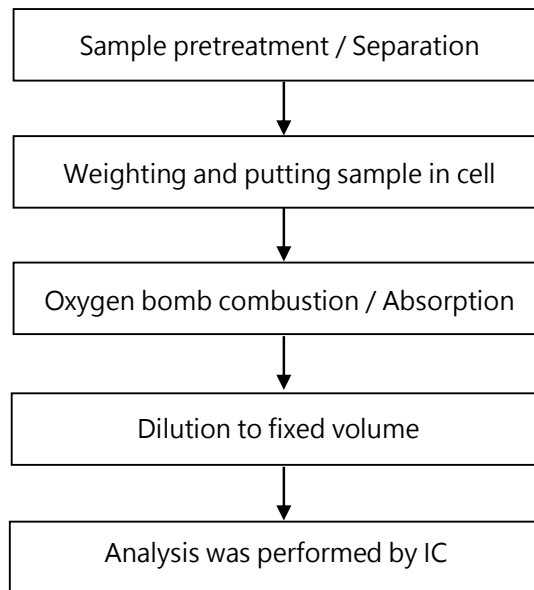 Sample pretreatment / Separation
Weighting and putting sample in cell
Oxygen bomb combustion / Absorption
Dilution to fixed volume
Analysis was performed by IC